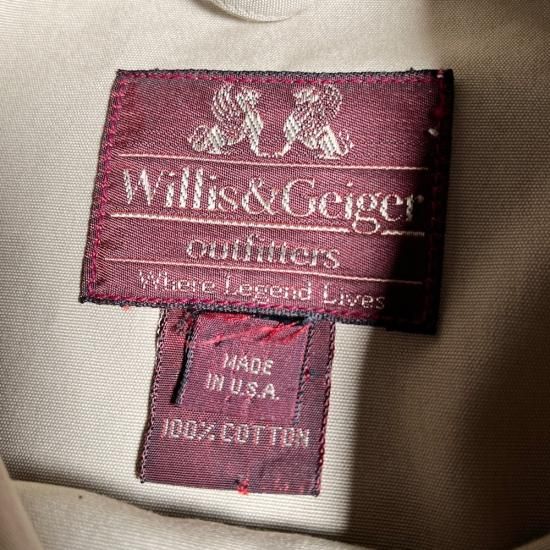 Willis&Geiger
outfitters
Where Legend Lives
MADE
IN U.S.A.
100% COTTON